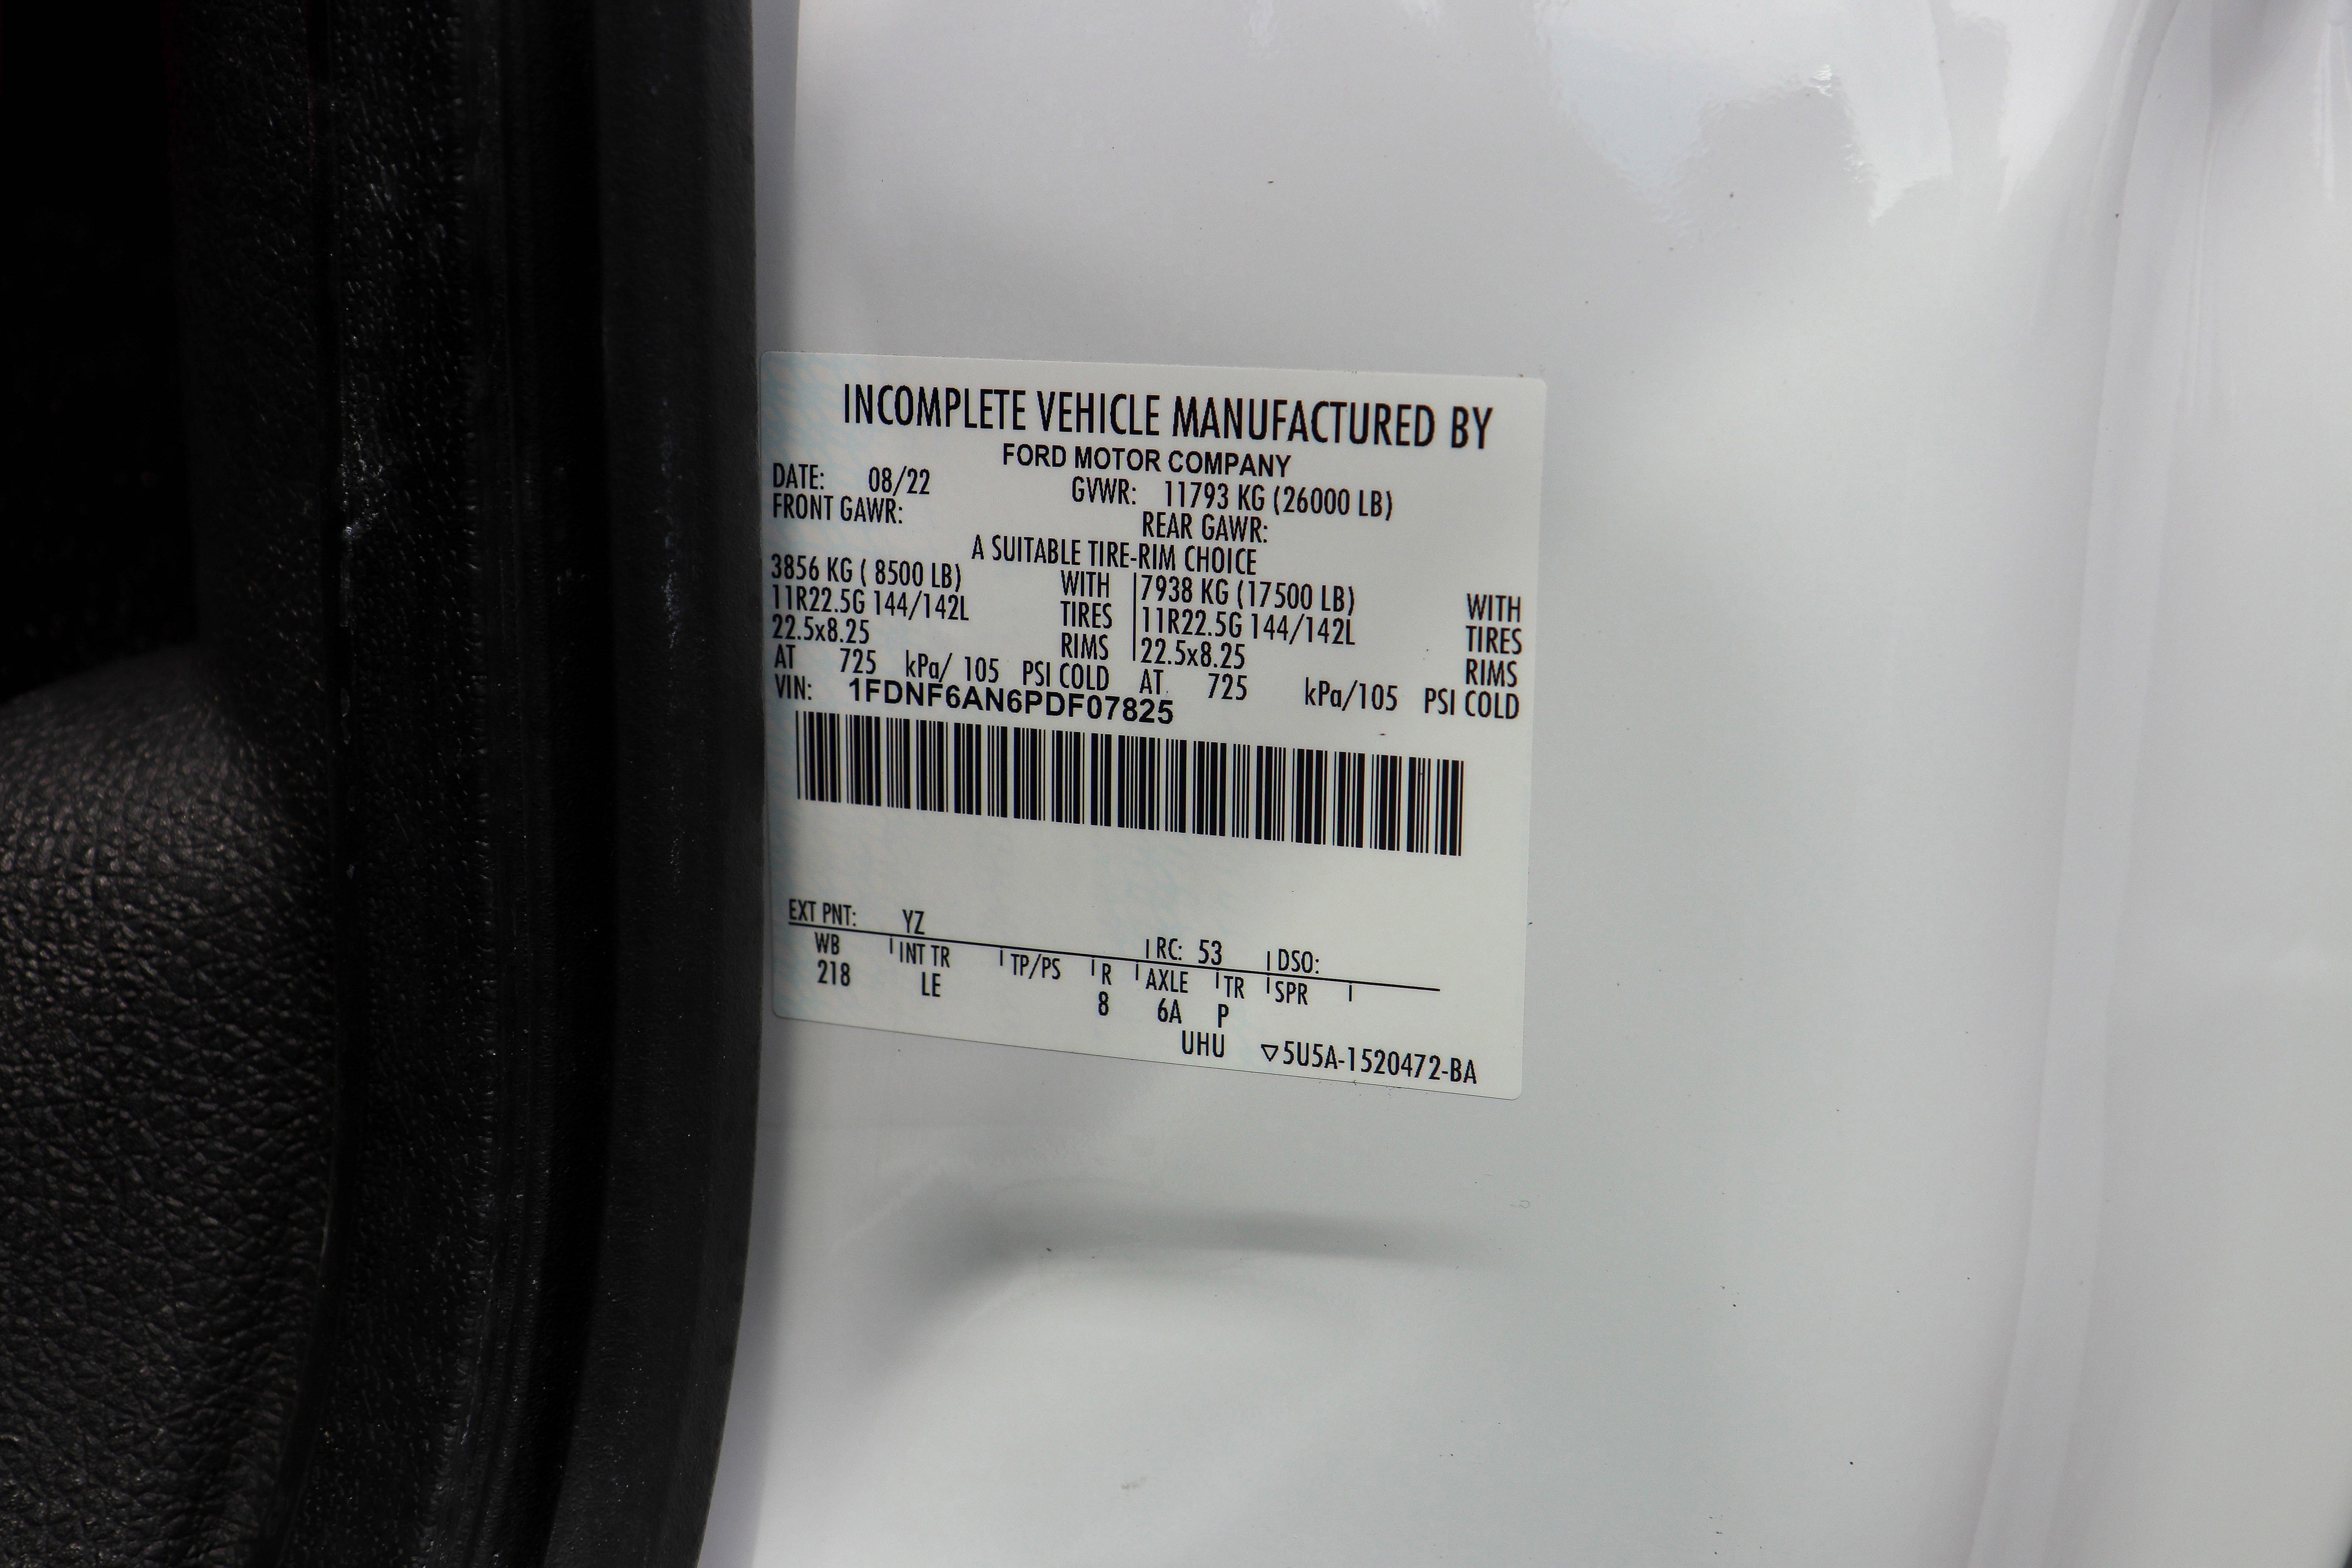 INCOMPLETE VEHICLE MANUFACTURED BY
FORD MOTOR COMPANY
DATE: 08/22 GVWR: 11793 KG (26000 LB)
FRONT GAWR: REAR GAWR:
A SUITABLE TIRE-RIM CHOICE
3856 KG ( 8500 LB) WITH 7938 KG (17500 LB) WITH
11R22.5G 144/142L TIRES 11R22.5G 144/142L TIRES
22.5x8.25 RIMS 22.5x8.25 RIMS
AT 725 kPa/ 105 PSI COLD AT 725 kPa/105 PSI COLD
VIN: 1FDNF6AN6PDF07825
EXT PNT: YZ RC: 53 DSO:
WB INT TR TP/PS R AXLE TR SPR
218 LE 8 6A P
UHU ▽5U5A-1520472-BA